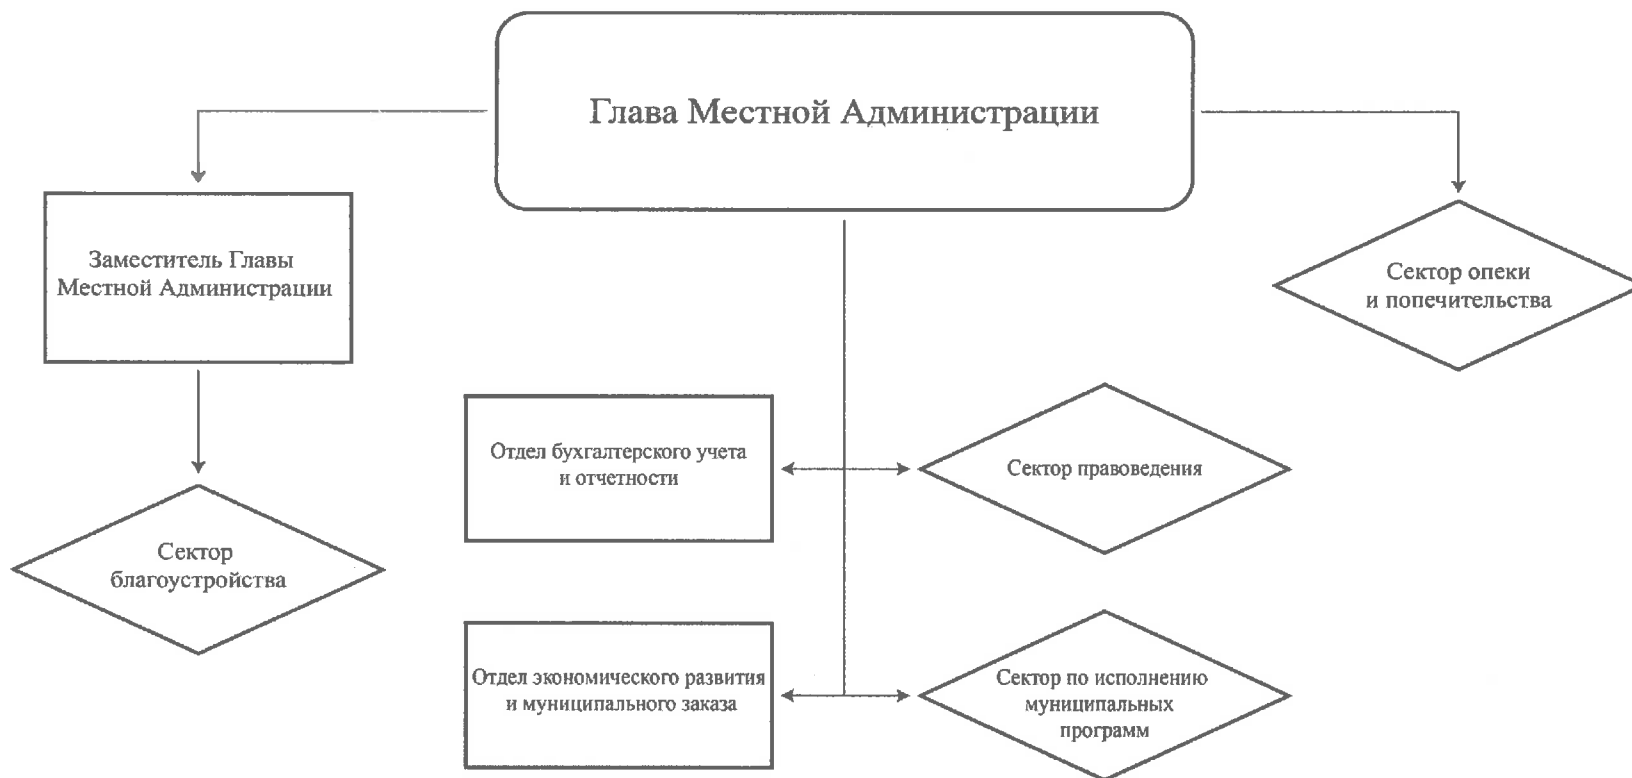 Глава Местной Администрации
Заместитель Главы
Местной Администрации
Сектор опеки
и попечительства
Отдел бухгалтерского учета
и отчетности
Сектор правоведения
Сектор
благоустройства
Отдел экономического развития
и муниципального заказа
Сектор по исполнению
муниципальных
программ